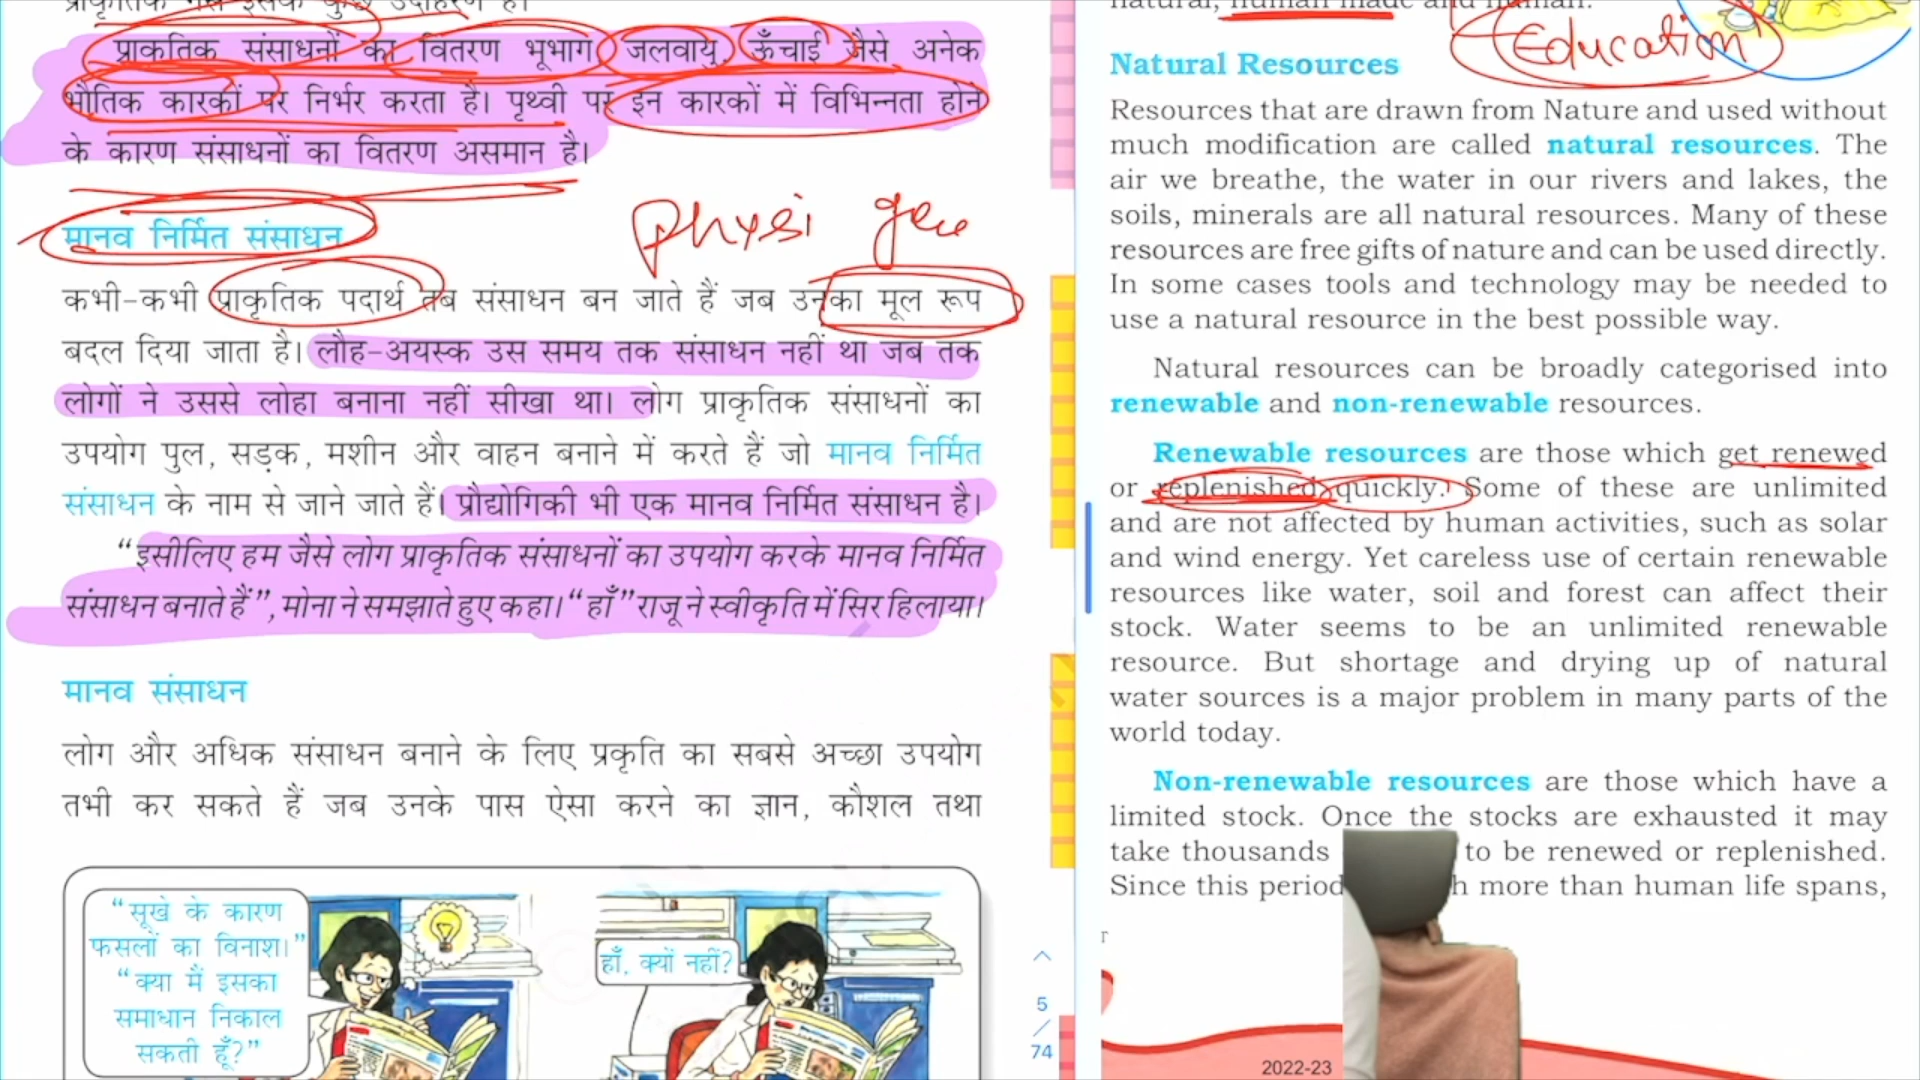 प्राकृतिक संसाधनों का वितरण भूभाग, जलवायु, ऊँचाई जैसे अनेक
भौतिक कारकों पर निर्भर करता है। पृथ्वी पर इन कारकों में विभिन्नता होने
के कारण संसाधनों का वितरण असमान है।
मानव निर्मित संसाधन
physi geu
कभी-कभी प्राकृतिक पदार्थ तब संसाधन बन जाते हैं जब उनका मूल रूप
बदल दिया जाता है। लौह-अयस्क उस समय तक संसाधन नहीं था जब तक
लोगों ने उससे लोहा बनाना नहीं सीखा था। लोग प्राकृतिक संसाधनों का
उपयोग पुल, सड़क, मशीन और वाहन बनाने में करते हैं जो मानव निर्मित
संसाधन के नाम से जाने जाते हैं। प्रौद्योगिकी भी एक मानव निर्मित संसाधन है।
“इसीलिए हम जैसे लोग प्राकृतिक संसाधनों का उपयोग करके मानव निर्मित
संसाधन बनाते हैं”, मोना ने समझाते हुए कहा। “हाँ” राजू ने स्वीकृति में सिर हिलाया।
मानव संसाधन
लोग और अधिक संसाधन बनाने के लिए प्रकृति का सबसे अच्छा उपयोग
तभी कर सकते हैं जब उनके पास ऐसा करने का ज्ञान, कौशल तथा
“सूखे के कारण
फसलों का विनाश।”
“क्या मैं इसका
समाधान निकाल
सकती हूँ?”
हाँ, क्यों नहीं?
5
/
74
natural, human made and human.
Education
Natural Resources
Resources that are drawn from Nature and used without
much modification are called natural resources. The
air we breathe, the water in our rivers and lakes, the
soils, minerals are all natural resources. Many of these
resources are free gifts of nature and can be used directly.
In some cases tools and technology may be needed to
use a natural resource in the best possible way.
Natural resources can be broadly categorised into
renewable and non-renewable resources.
Renewable resources are those which get renewed
or replenished quickly. Some of these are unlimited
and are not affected by human activities, such as solar
and wind energy. Yet careless use of certain renewable
resources like water, soil and forest can affect their
stock. Water seems to be an unlimited renewable
resource. But shortage and drying up of natural
water sources is a major problem in many parts of the
world today.
Non-renewable resources are those which have a
limited stock. Once the stocks are exhausted it may
take thousands to be renewed or replenished.
Since this period more than human life spans,
2022-23